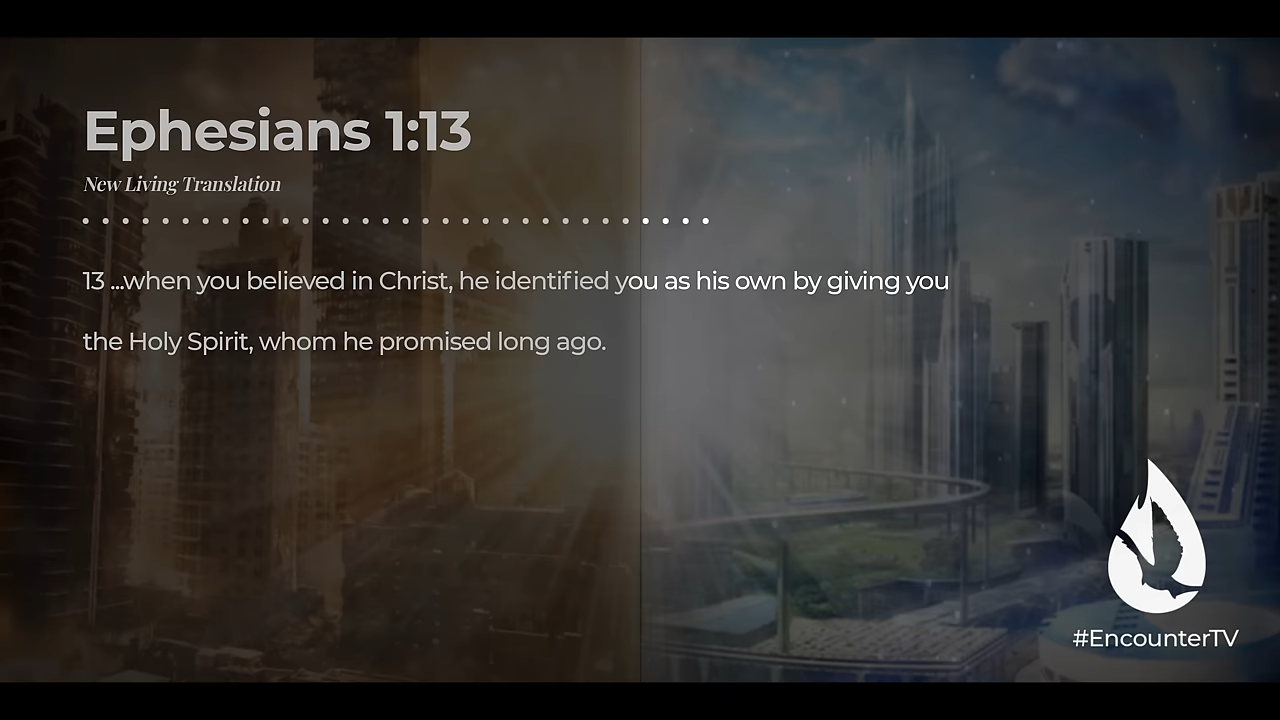 Ephesians 1:13
New Living Translation
13 ...when you believed in Christ, he identified you as his own by giving you
the Holy Spirit, whom he promised long ago.
#EncounterTV